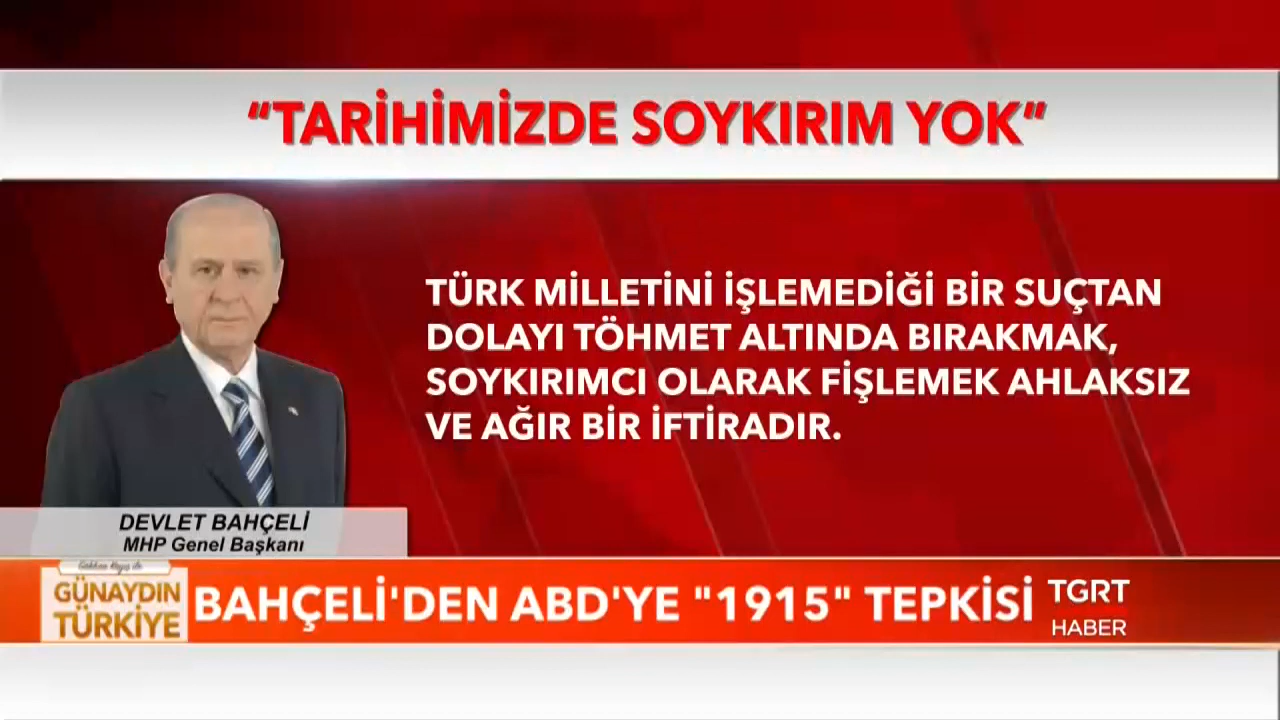 “TARİHİMİZDE SOYKIRIM YOK”
TÜRK MİLLETİNİ İŞLEMEDİĞİ BİR SUÇTAN
DOLAYI TÖHMET ALTINDA BIRAKMAK,
SOYKIRIMCI OLARAK FİŞLEMEK AHLAKSIZ
VE AĞIR BİR İFTİRADIR.
DEVLET BAHÇELİ
MHP Genel Başkanı
GÜNAYDIN
TÜRKİYE
BAHÇELİ'DEN ABD'YE "1915" TEPKİSİ
TGRT
HABER